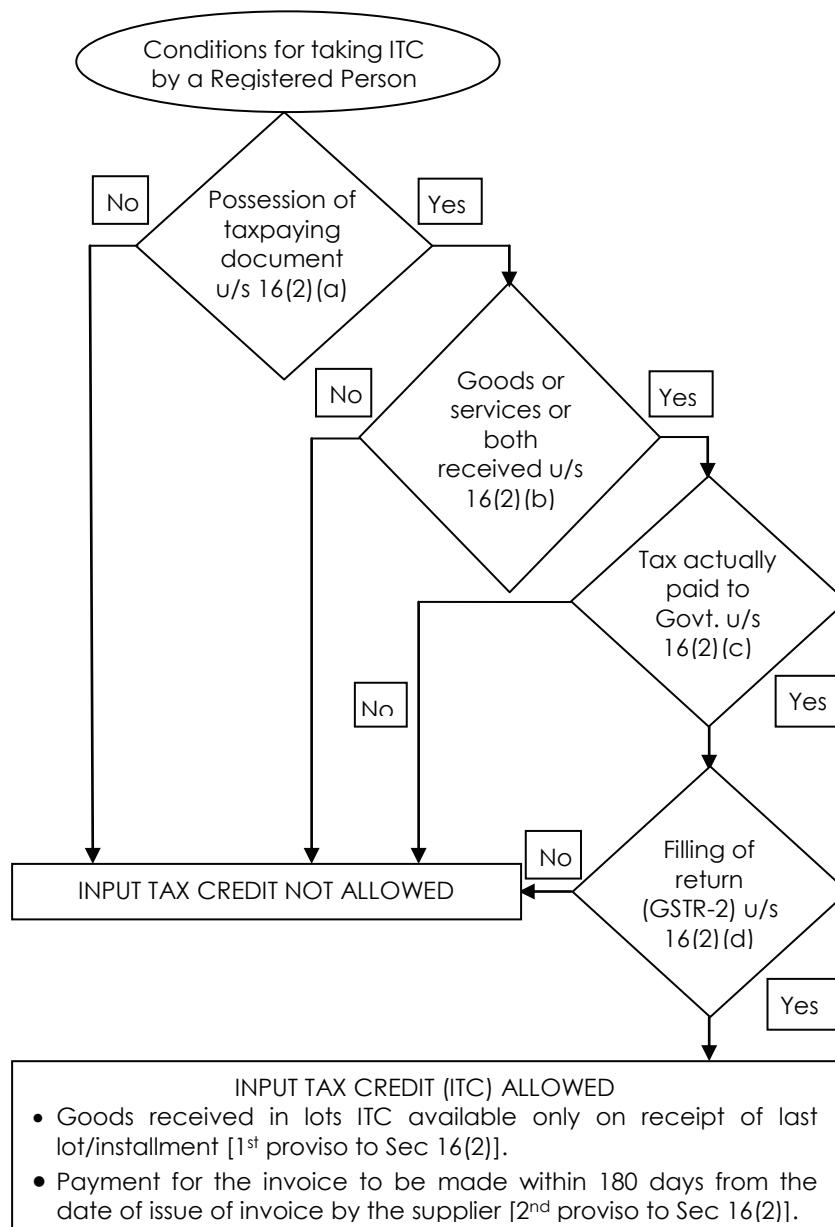 Conditions for taking ITC
by a Registered Person
No
Yes
Possession of
taxpaying
document
u/s 16(2)(a)
No
Yes
Goods or
services or
both
received u/s
16(2)(b)
Tax actually
paid to
Govt. u/s
16(2)(c)
No
Yes
No
Filling of
return
(GSTR-2) u/s
16(2)(d)
INPUT TAX CREDIT NOT ALLOWED
Yes
INPUT TAX CREDIT (ITC) ALLOWED
• Goods received in lots ITC available only on receipt of last
lot/installment [1st proviso to Sec 16(2)].
• Payment for the invoice to be made within 180 days from the
date of issue of invoice by the supplier [2nd proviso to Sec 16(2)].